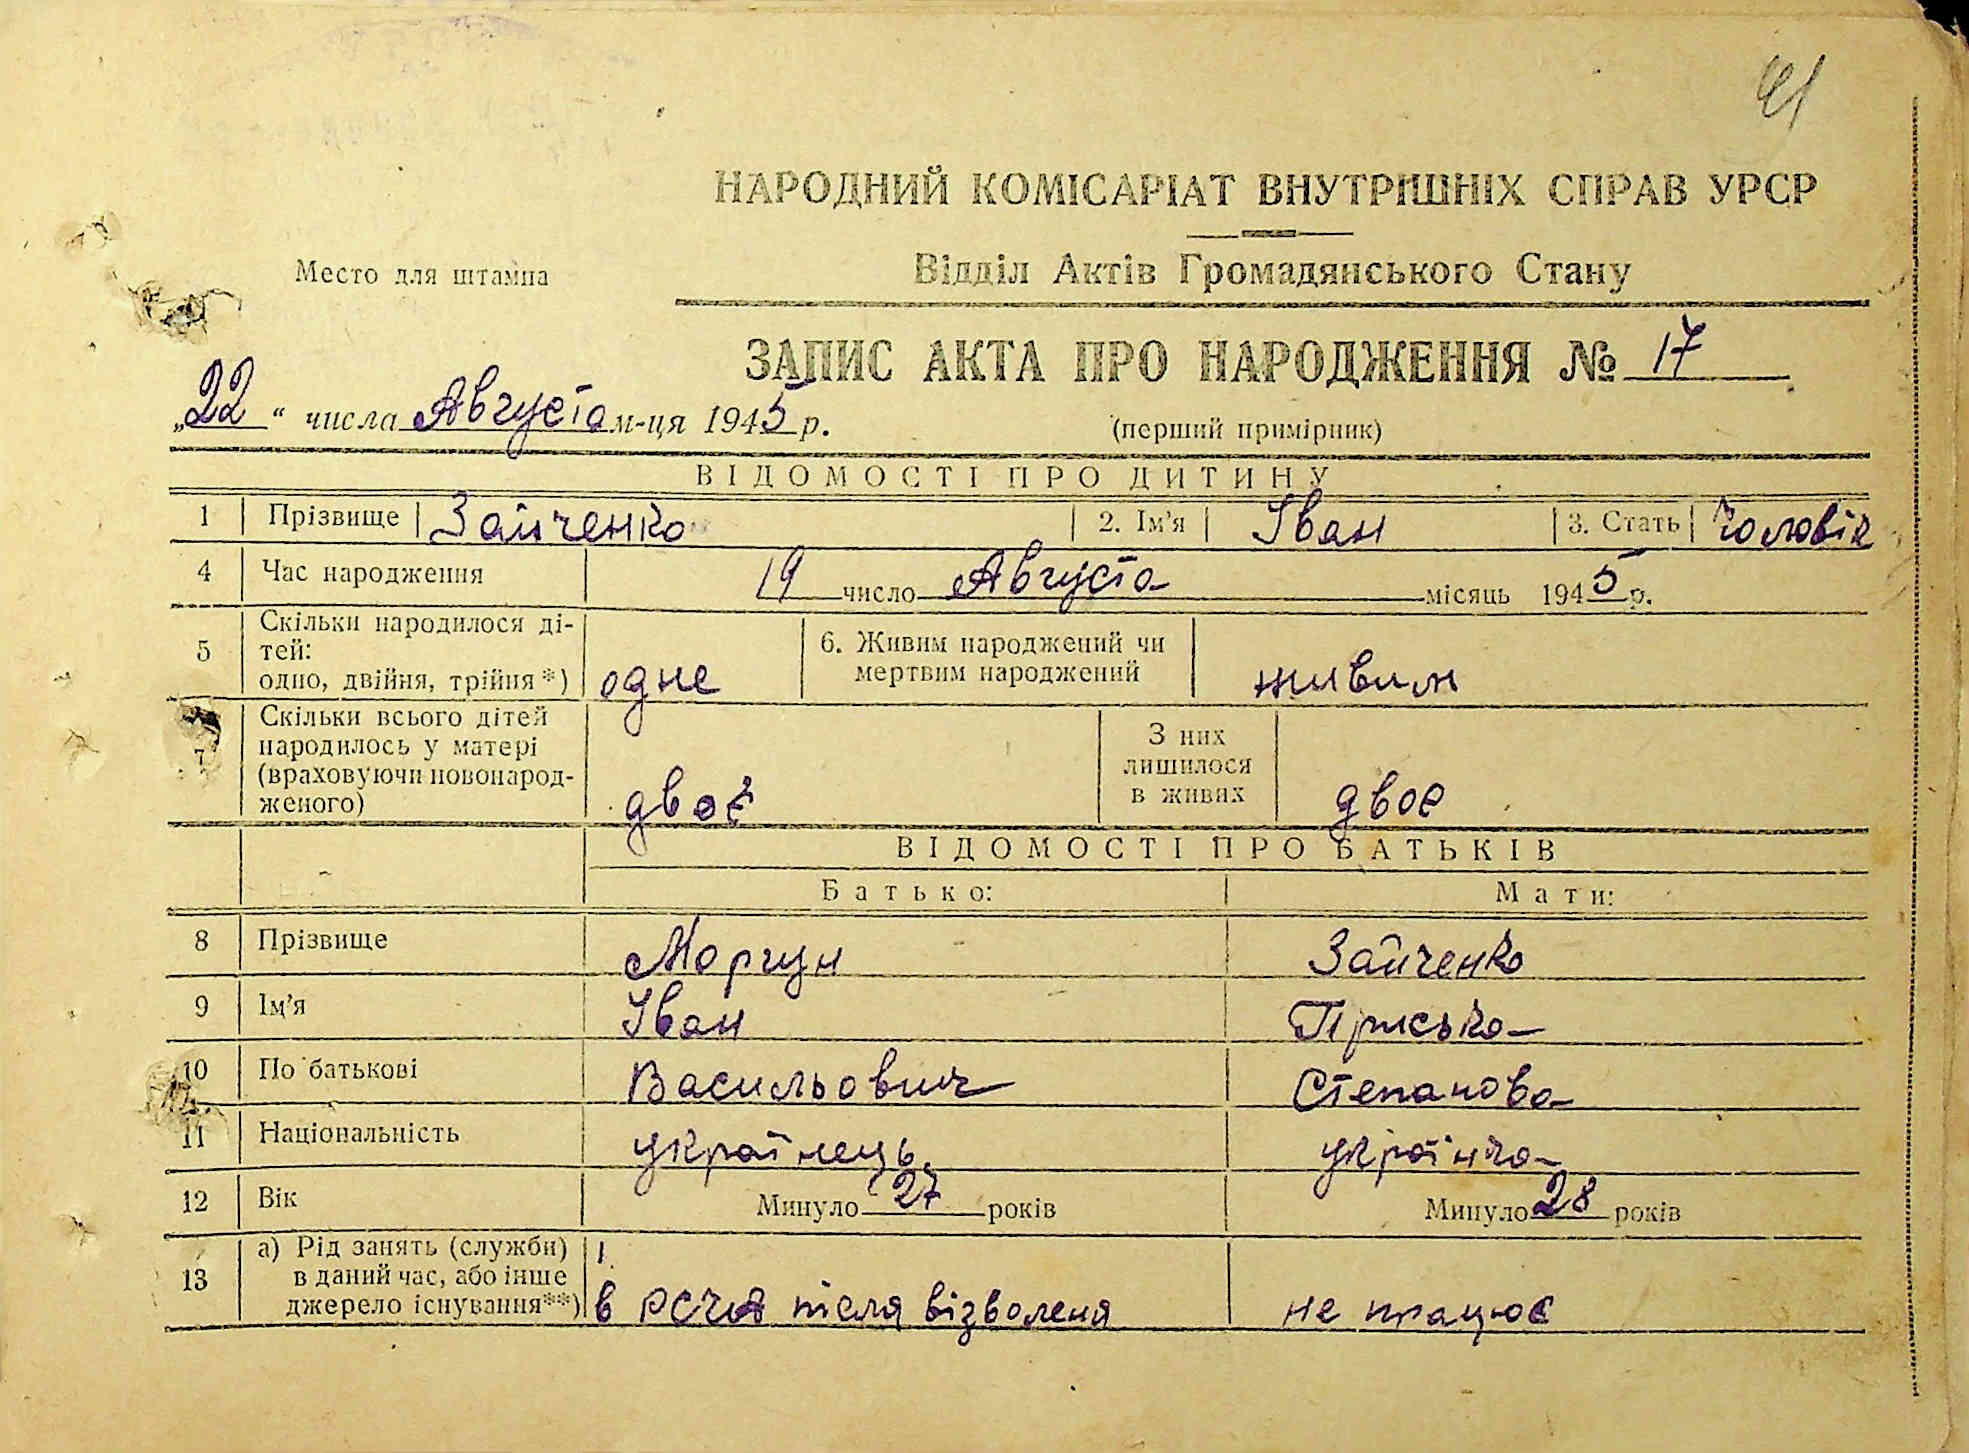 41
НАРОДНИЙ КОМІСАРІАТ ВНУТРІШНІХ СПРАВ УРСР
Место для штампа
Відділ Актів Громадянського Стану
ЗАПИС АКТА ПРО НАРОДЖЕННЯ № 17
„22“ числа Августа м-ця 1945 р.
(перший примірник)
ВІДОМОСТІ ПРО ДИТИНУ
1 Прізвище Зайченко 2. Ім'я Іван 3. Стать Чоловік
4 Час народження 19 число Августа місяць 1945 р.
5 Скільки народилося ді-
тей:
одно, двійня, трійня *) одне
6. Живим народжений чи
мертвим народжений живим
7 Скільки всього дітей
народилось у матері
(враховуючи новонарод-
женого) двоє
З них
лишилося
в живих двоє
ВІДОМОСТІ ПРО БАТЬКІВ
Батько: Мати:
8 Прізвище Моргун Зайченко
9 Ім'я Іван Приська
10 По батькові Васильович Степанова
11 Національність українець. українка
12 Вік Минуло 27 років Минуло 28 років
13 а) Рід занять (служби)
в даний час, або інше
джерело існування**) в РСЧА після візволеня не працює